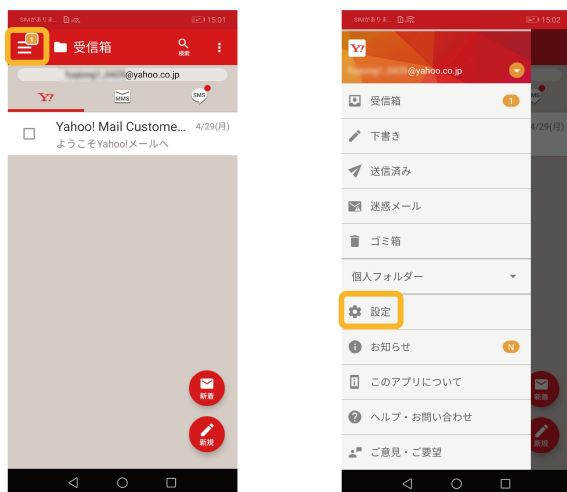 SIMがありま... 15:01
1
受信箱
検索
@yahoo.co.jp
Y?
MMS
SMS
Yahoo! Mail Custome... 4/29(月)
ようこそYahoo!メールへ
新着
新規
SIMがありま... 15:02
Y?
@yahoo.co.jp
受信箱 1
下書き
4/29(月)
送信済み
迷惑メール
ゴミ箱
個人フォルダー
設定
お知らせ N
このアプリについて
新着
ヘルプ・お問い合わせ
新規
ご意見・ご要望